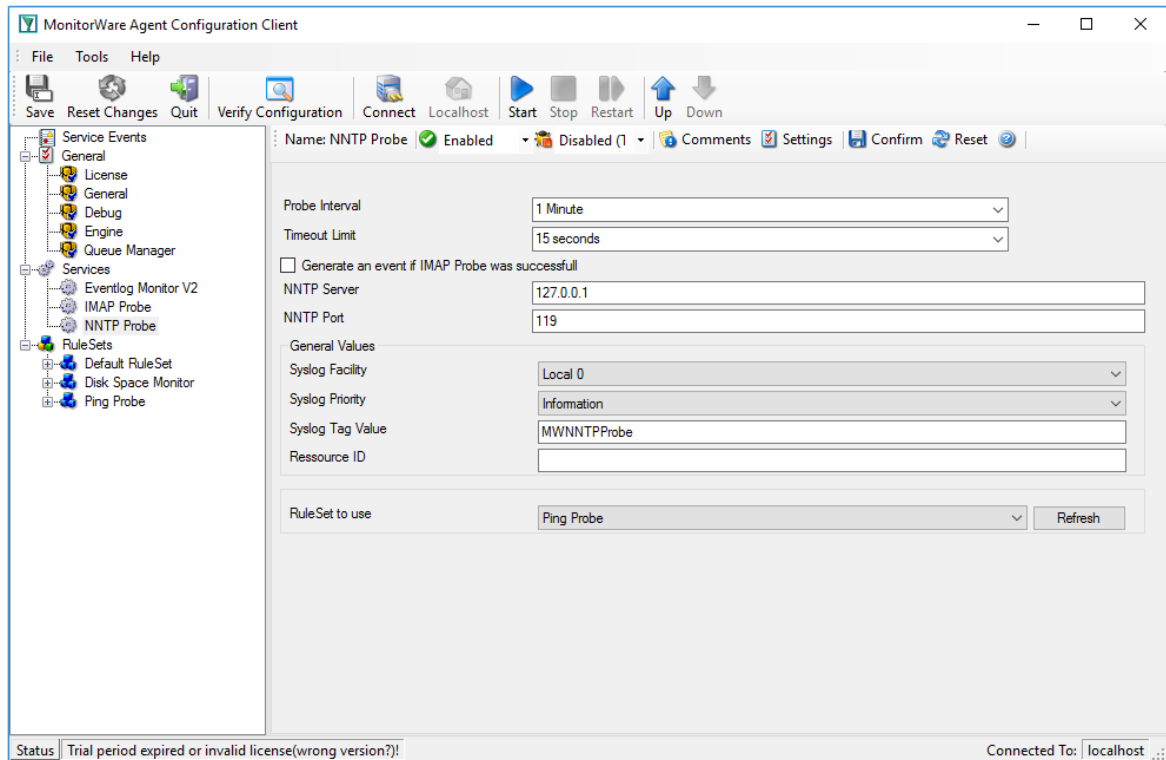 MonitorWare Agent Configuration Client
File Tools Help
Save Reset Changes Quit Verify Configuration Connect Localhost Start Stop Restart Up Down
Service Events
General
License
General
Debug
Engine
Queue Manager
Services
Eventlog Monitor V2
IMAP Probe
NNTP Probe
RuleSets
Default RuleSet
Disk Space Monitor
Ping Probe
Name: NNTP Probe Enabled Disabled (T Comments Settings Confirm Reset
Probe Interval 1 Minute
Timeout Limit 15 seconds
Generate an event if IMAP Probe was successfull
NNTP Server 127.0.0.1
NNTP Port 119
General Values
Syslog Facility Local 0
Syslog Priority Information
Syslog Tag Value MWNNTPProbe
Ressource ID
RuleSet to use Ping Probe Refresh
Status Trial period expired or invalid license(wrong version?)! Connected To: localhost